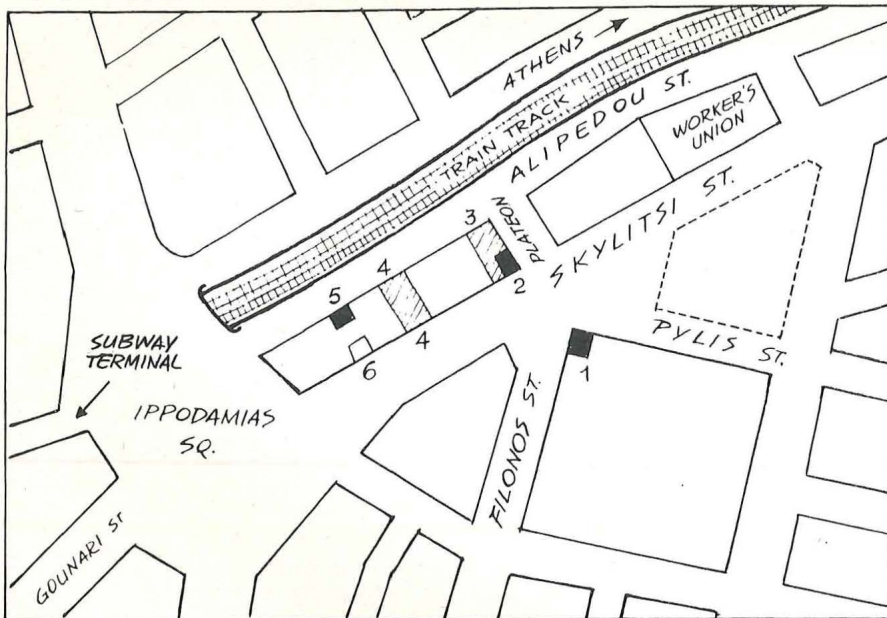 ATHENS
TRAIN TRACK
ALIPEDOU ST.
WORKER'S
UNION
PLATEON
SKYLITSI ST.
3
4
2
5
4
6
PYLIS ST.
1
SUBWAY
TERMINAL
IPPODAMIAS
SQ.
FILONOS ST.
GOUNARI ST